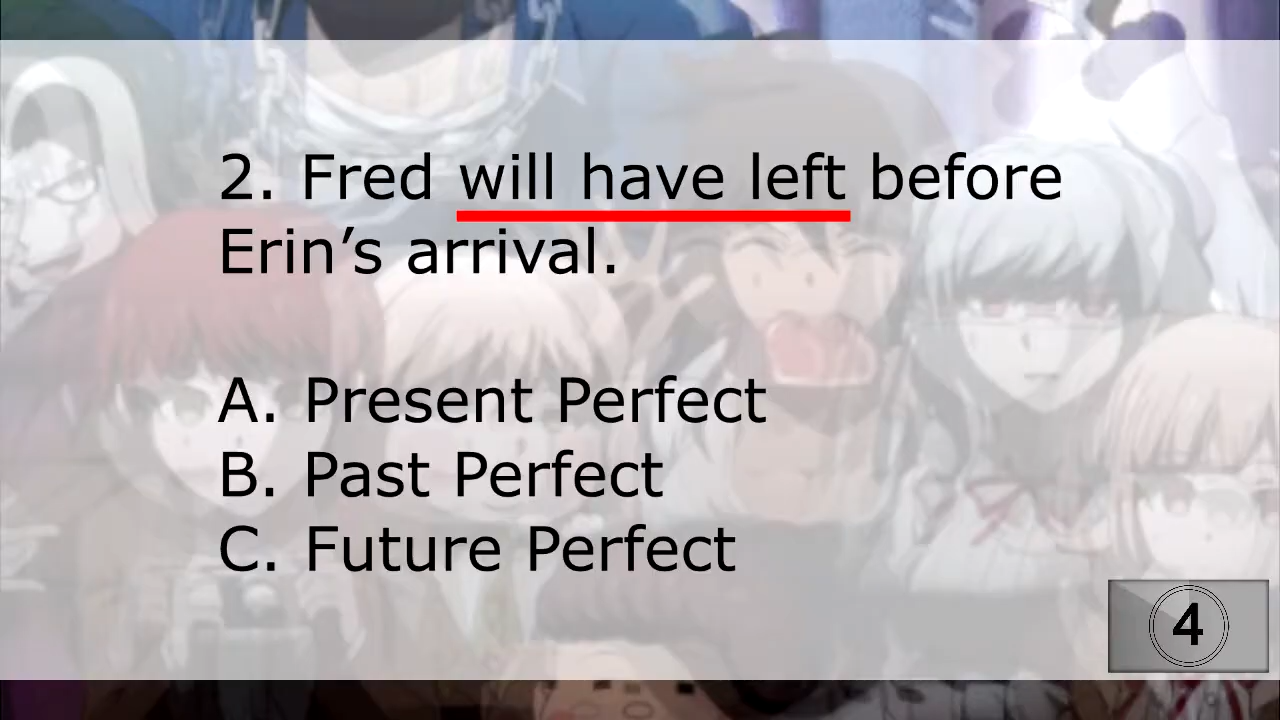 2. Fred will have left before
Erin’s arrival.
A. Present Perfect
B. Past Perfect
C. Future Perfect
4